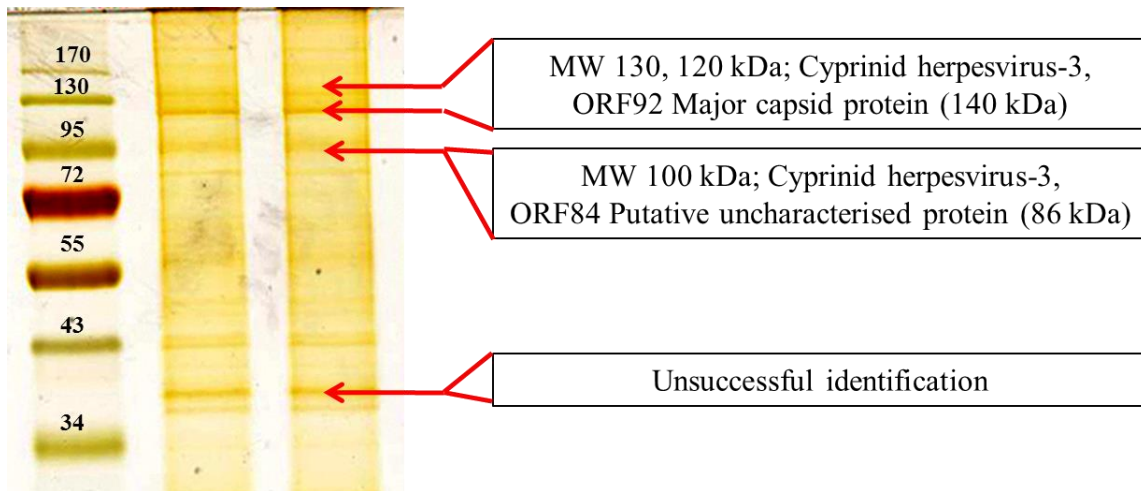 170
130
95
72
55
43
34
MW 130, 120 kDa; Cyprinid herpesvirus-3,
ORF92 Major capsid protein (140 kDa)
MW 100 kDa; Cyprinid herpesvirus-3,
ORF84 Putative uncharacterised protein (86 kDa)
Unsuccessful identification